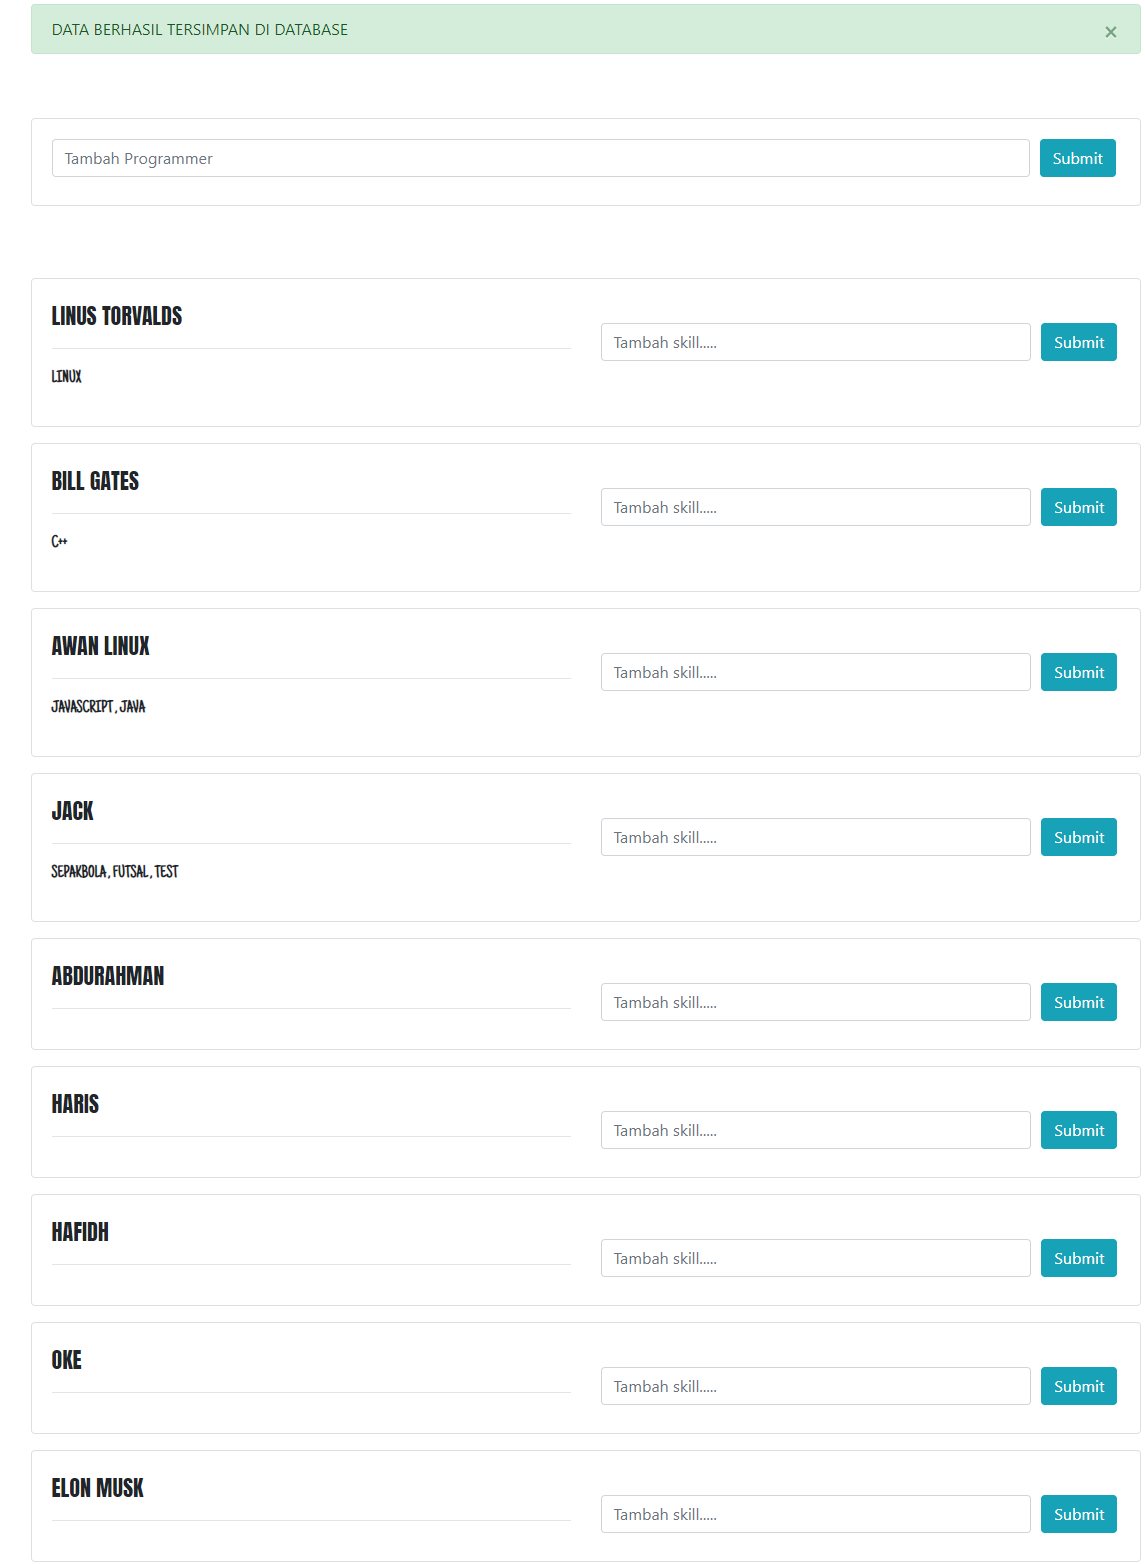 DATA BERHASIL TERSIMPAN DI DATABASE ×
Tambah Programmer Submit
LINUS TORVALDS
Tambah skill..... Submit
LINUX
BILL GATES
Tambah skill..... Submit
C++
AWAN LINUX
Tambah skill..... Submit
JAVASCRIPT , JAVA
JACK
Tambah skill..... Submit
SEPAKBOLA , FUTSAL , TEST
ABDURAHMAN
Tambah skill..... Submit
HARIS
Tambah skill..... Submit
HAFIDH
Tambah skill..... Submit
OKE
Tambah skill..... Submit
ELON MUSK
Tambah skill..... Submit